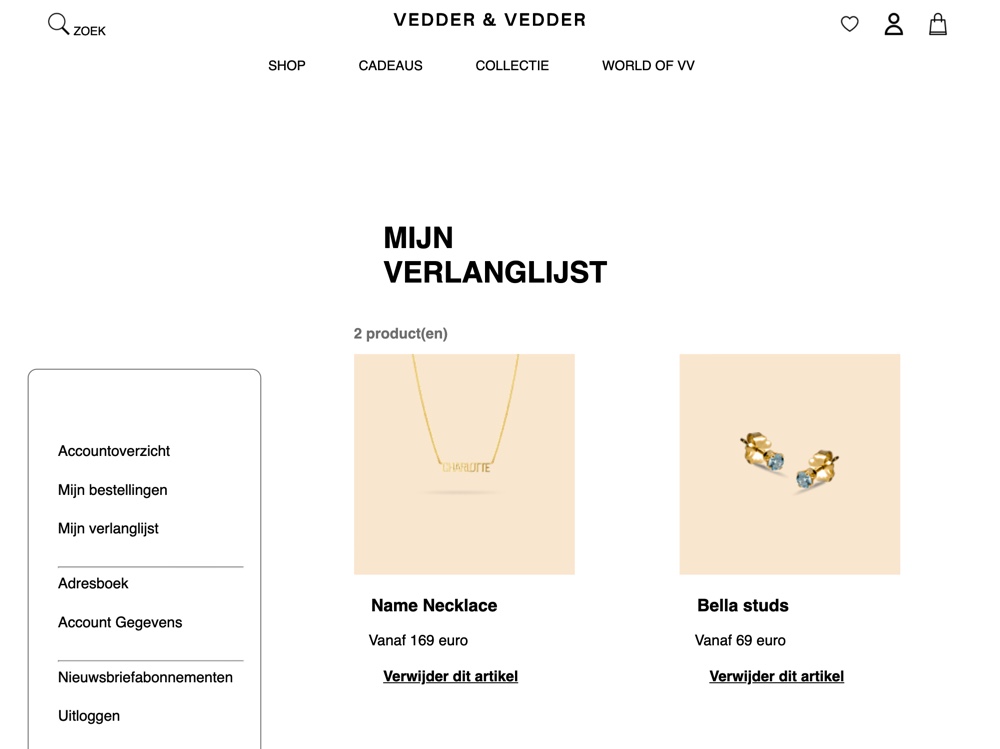 ZOEK
VEDDER & VEDDER
SHOP
CADEAUS
COLLECTIE
WORLD OF VV
MIJN
VERLANGLIJST
2 product(en)
Accountoverzicht
Mijn bestellingen
Mijn verlanglijst
Adresboek
Account Gegevens
Nieuwsbriefabonnementen
Uitloggen
CHARLOTTE
Name Necklace
Vanaf 169 euro
Verwijder dit artikel
Bella studs
Vanaf 69 euro
Verwijder dit artikel